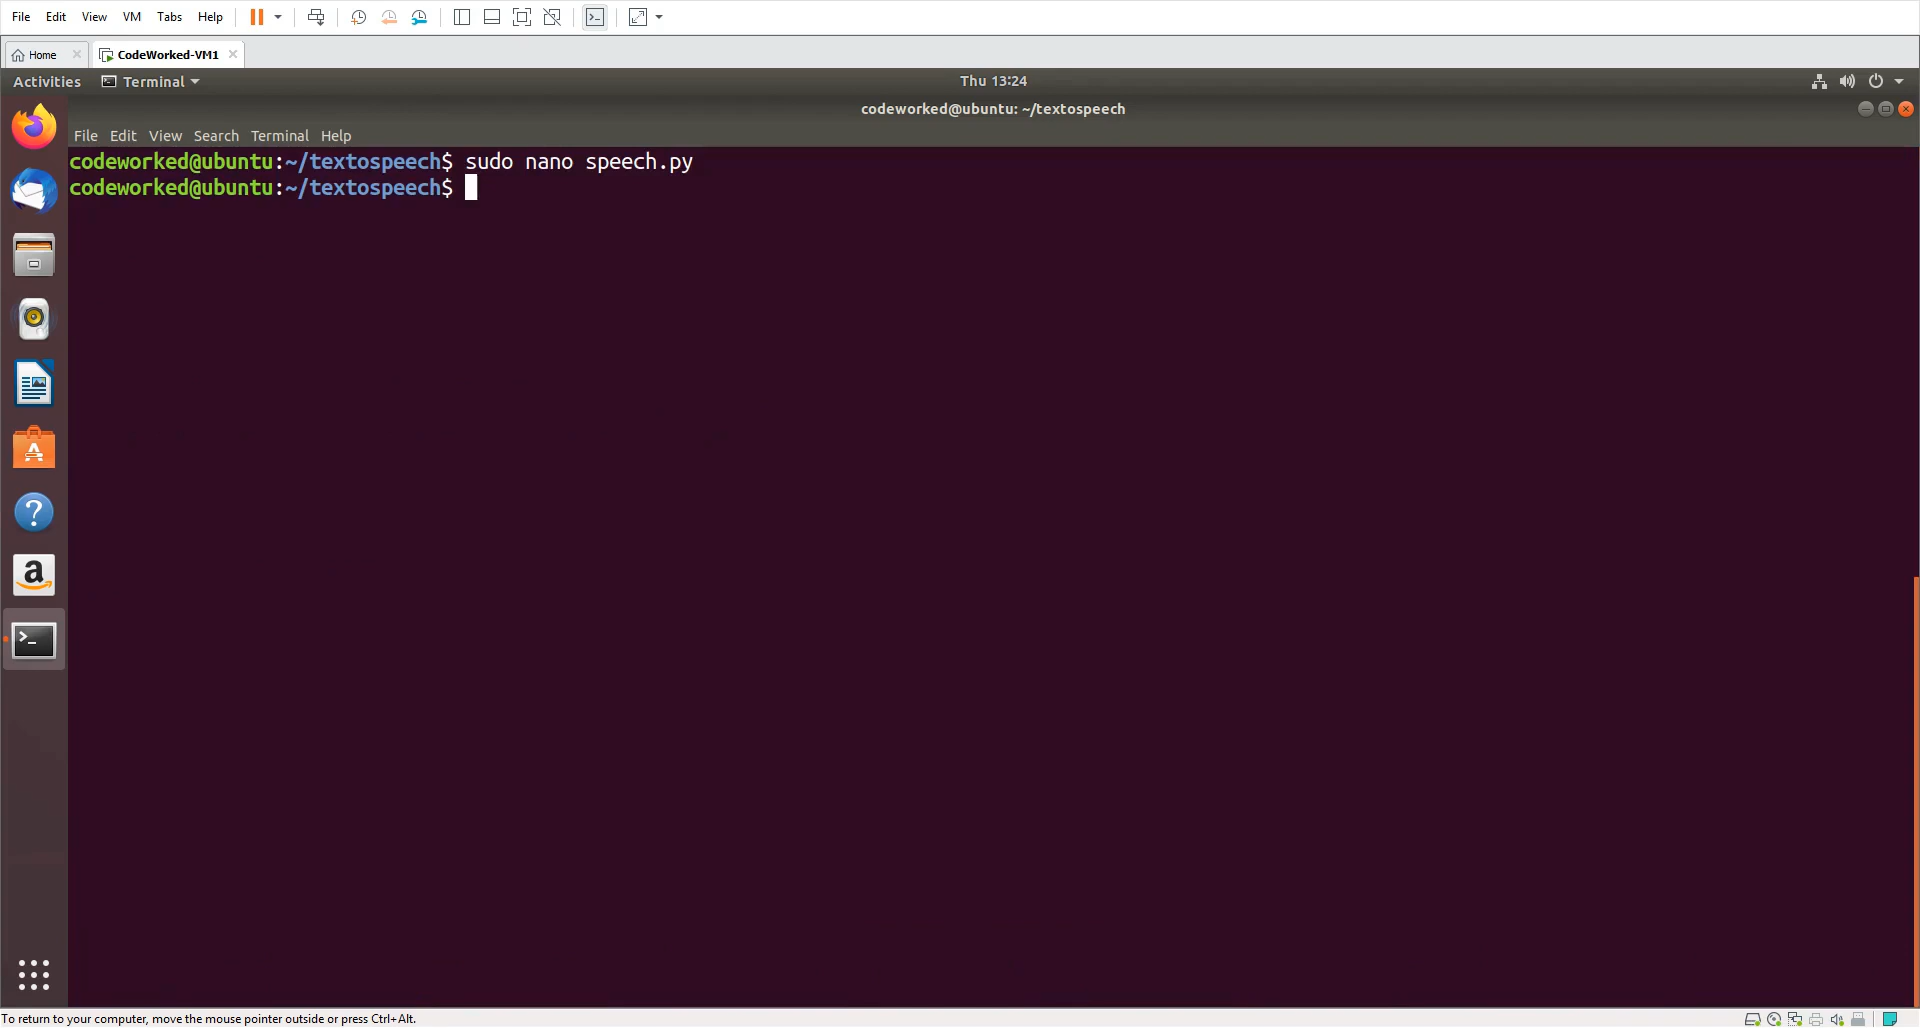 File Edit View VM Tabs Help
Home CodeWorked-VM1
Activities Terminal Thu 13:24
codeworked@ubuntu: ~/textospeech
File Edit View Search Terminal Help
codeworked@ubuntu:~/textospeech$ sudo nano speech.py
codeworked@ubuntu:~/textospeech$
To return to your computer, move the mouse pointer outside or press Ctrl+Alt.